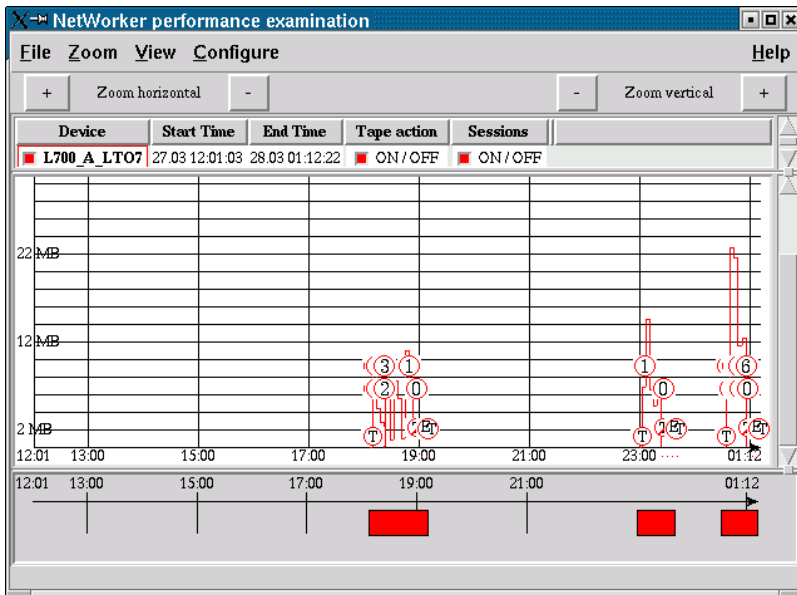 NetWorker performance examination
File Zoom View Configure Help
+ Zoom horizontal - - Zoom vertical +
Device Start Time End Time Tape action Sessions
L700_A_LTO7 27.03 12:01:03 28.03 01:12:22 ON/OFF ON/OFF
22 MB
12 MB
3 1 1 6
2 0 0 0
2 MB
T ET T ET T ET
12:01 13:00 15:00 17:00 19:00 21:00 23:00 01:12
12:01 13:00 15:00 17:00 19:00 21:00 01:12